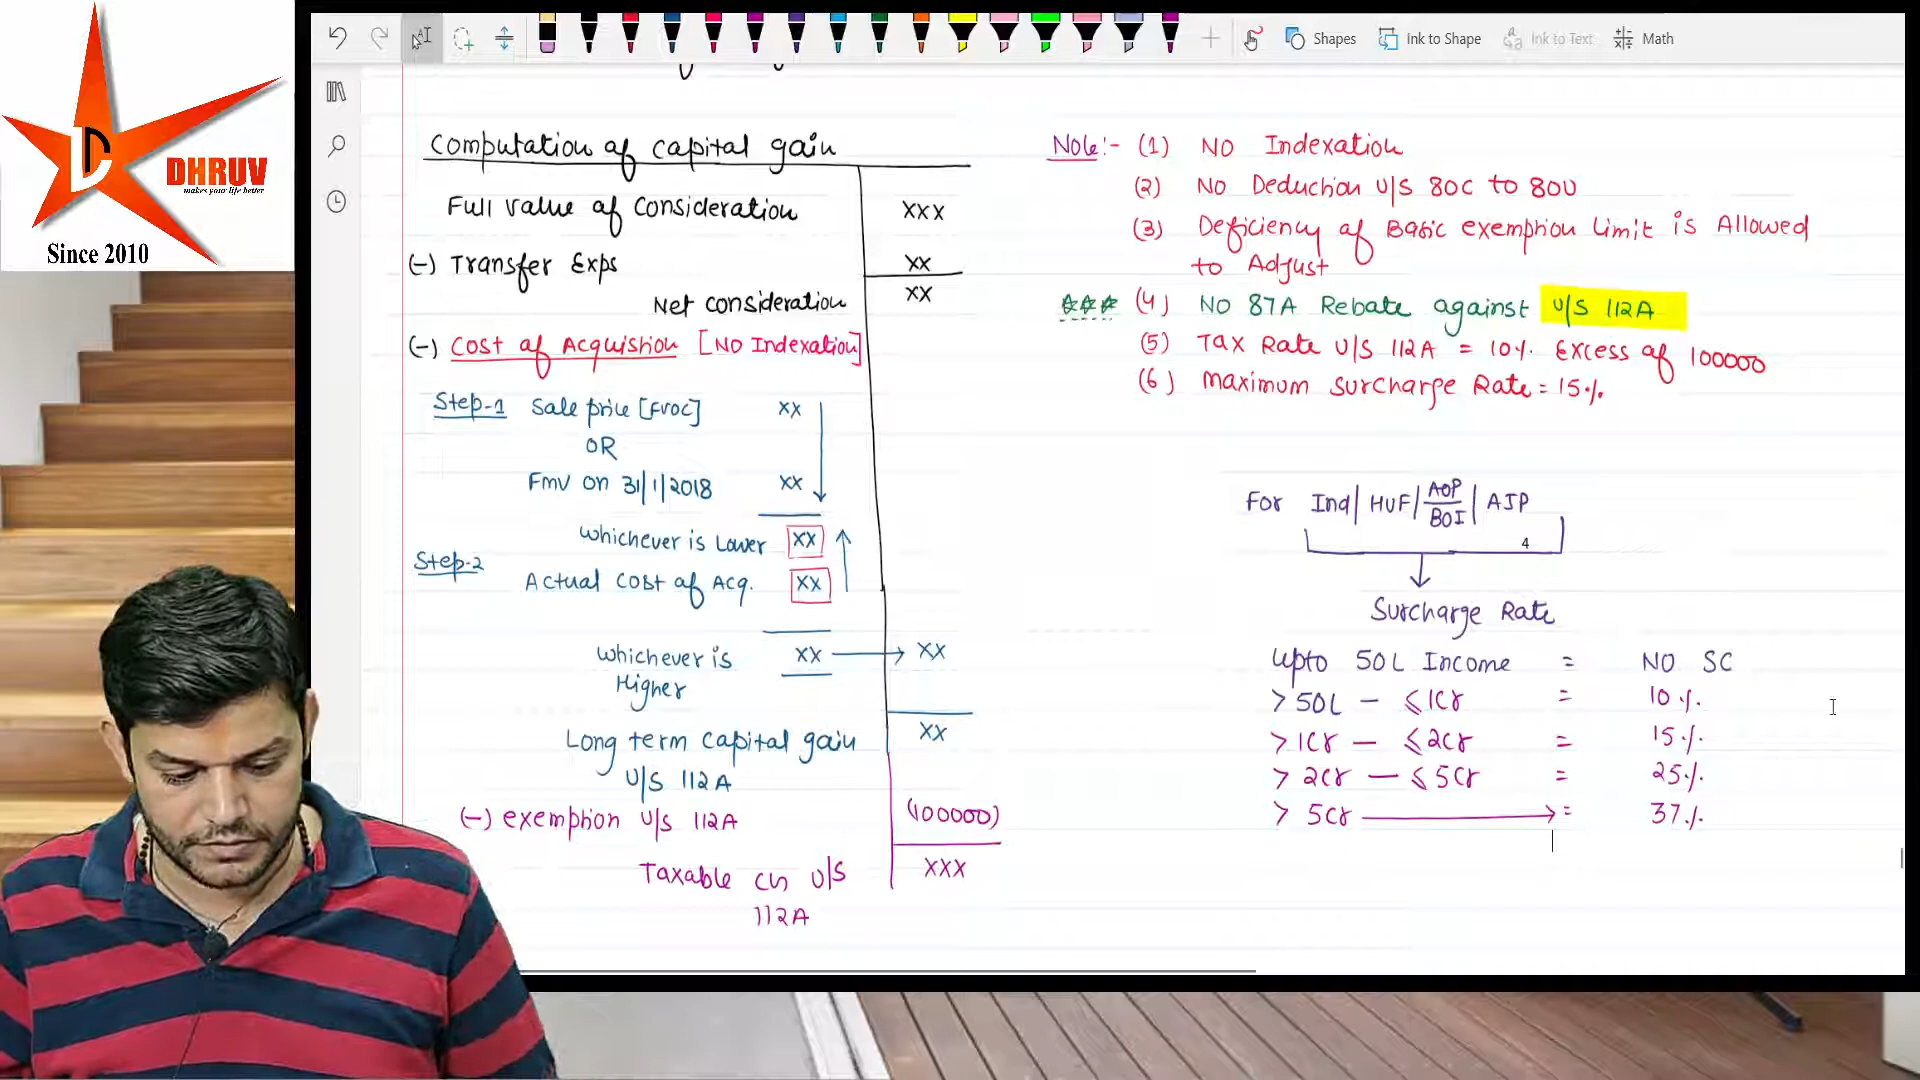 Shapes
Ink to Shape
Ink to Text
Math
DHRUV
makes your life better
Since 2010
Computation of Capital gain
Full Value of Consideration XXX
(-) Transfer Exps XX
Net Consideration XX
(-) Cost of Acquistion [NO Indexation]
Step-1 Sale price [FVOC] XX
OR
FMV on 31/1/2018 XX
whichever is Lower XX
Step-2
Actual Cost of Acq. XX
whichever is XX → XX
Higher
Long term Capital gain XX
U/S 112A
(-) exemption U/s 112A (100000)
Taxable CG U/S XXX
112A
Note:- (1) NO Indexation
(2) NO Deduction U/S 80C to 80U
(3) Deficiency of Basic exemption Limit is Allowed
to Adjust
(4) NO 87A Rebate against U/S 112A
(5) Tax Rate U/S 112A = 10%. Excess of 100000
(6) Maximum Surcharge Rate = 15%
For Ind | HUF | AOP/BOI | AJP
4
Surcharge Rate
Upto 50L Income = NO SC
> 50L - ≤ 1Cr = 10%.
> 1Cr - ≤ 2Cr = 15%.
> 2Cr - ≤ 5Cr = 25%.
> 5Cr → = 37%.